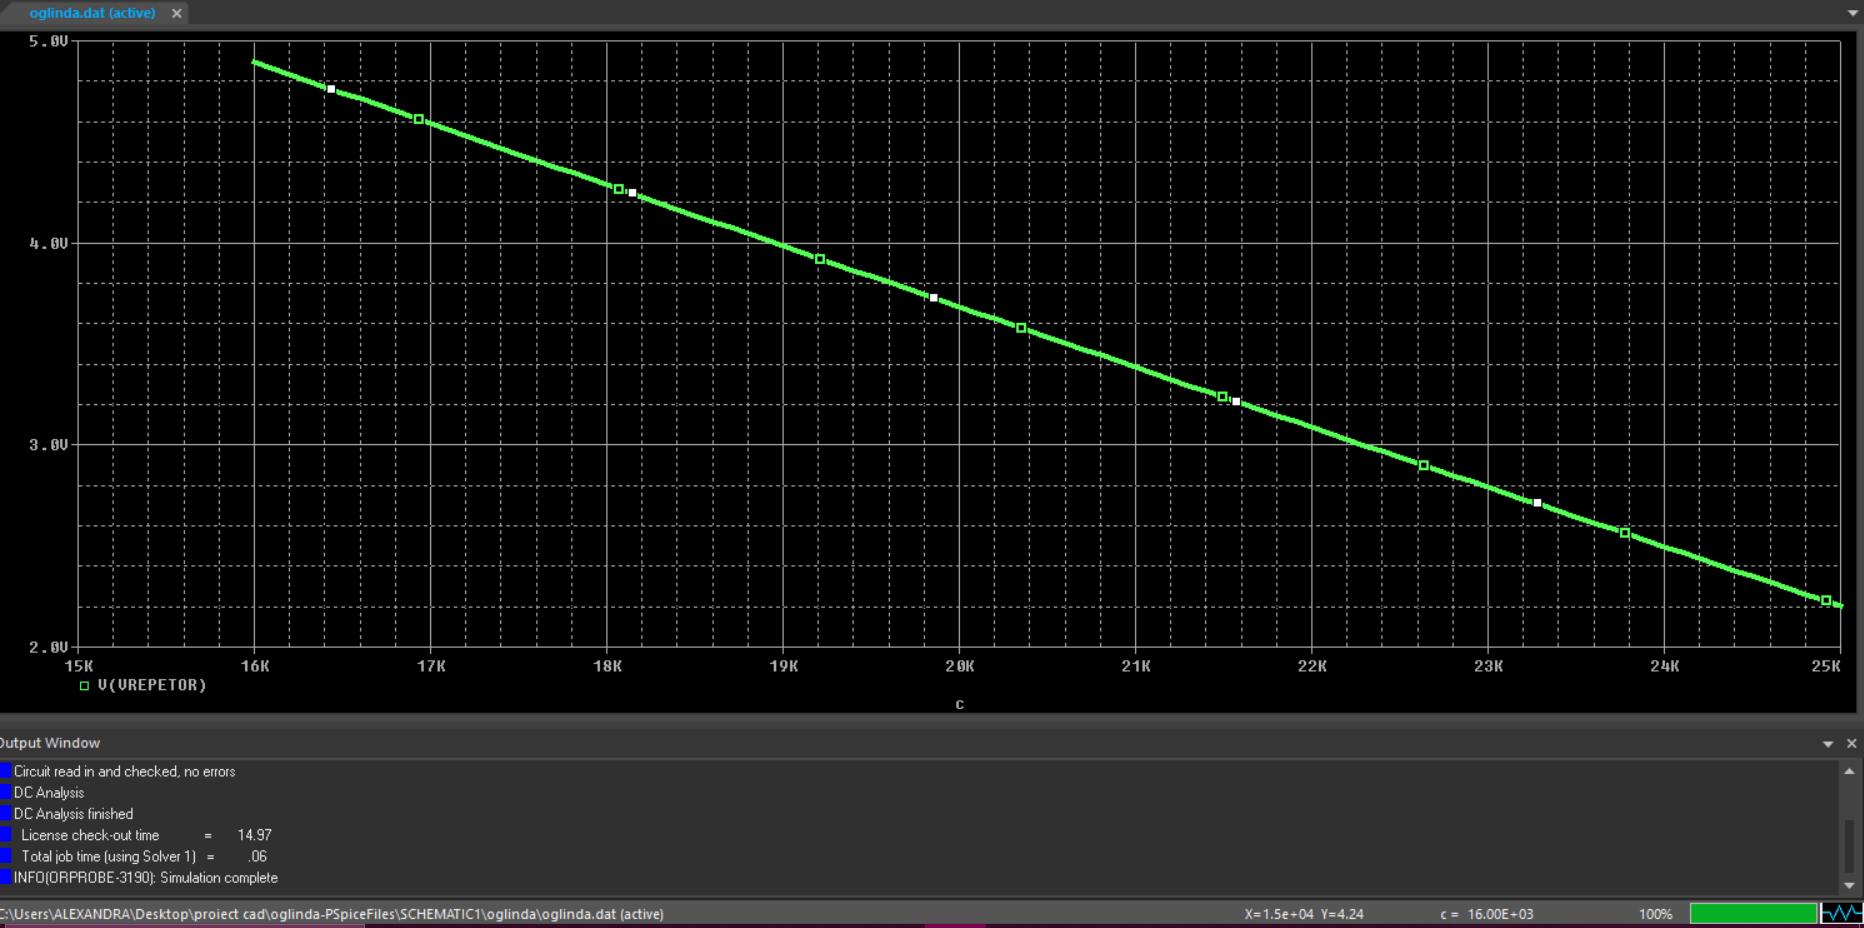 oglinda.dat (active)
5.0V
4.0V
3.0V
2.0V
15K 16K 17K 18K 19K 20K 21K 22K 23K 24K 25K
V(VREPETOR)
c
Output Window
Circuit read in and checked, no errors
DC Analysis
DC Analysis finished
License check-out time = 14.97
Total job time (using Solver 1) = .06
INFO(ORPROBE-3190): Simulation complete
C:\Users\ALEXANDRA\Desktop\proiect cad\oglinda-PSpiceFiles\SCHEMATIC1\oglinda\oglinda.dat (active) X=1.5e+04 Y=4.24 c = 16.00E+03 100%